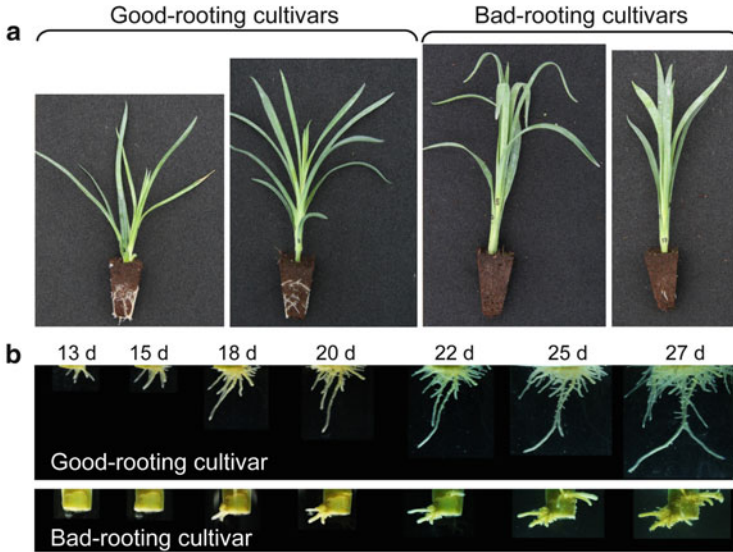 Good-rooting cultivars
Bad-rooting cultivars
a
b
13 d
15 d
18 d
20 d
22 d
25 d
27 d
Good-rooting cultivar
Bad-rooting cultivar